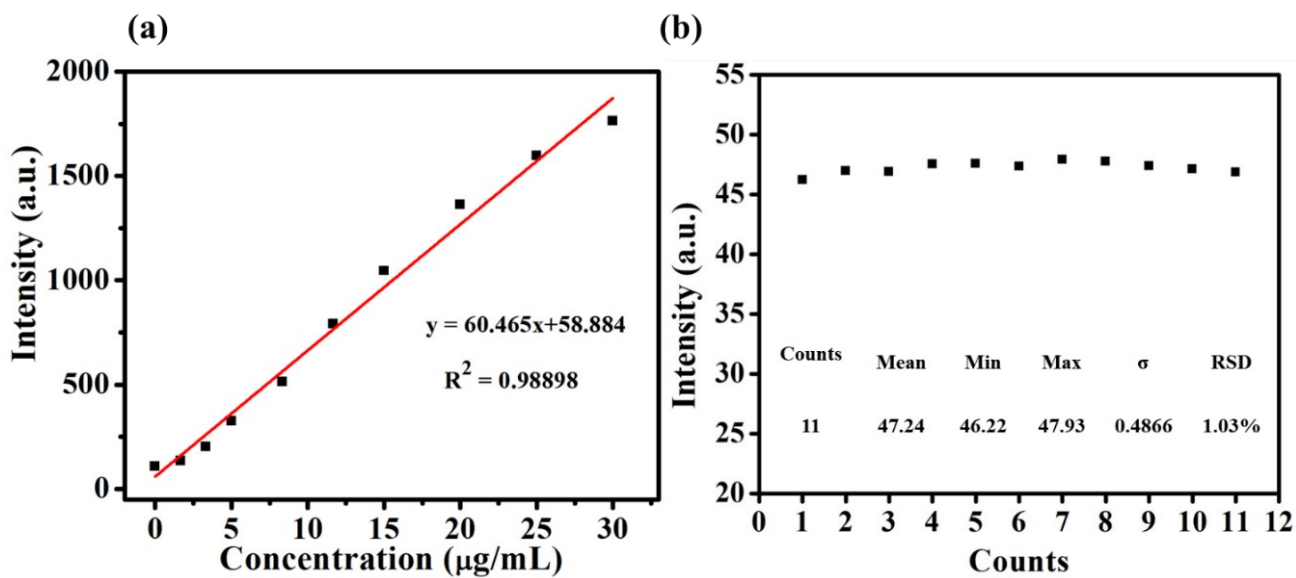 (a)
Intensity (a.u.)
2000
1500
1000
500
0
y = 60.465x+58.884
R² = 0.98898
0 5 10 15 20 25 30
Concentration (μg/mL)
(b)
Intensity (a.u.)
55
50
45
40
35
30
25
20
Counts Mean Min Max σ RSD
11 47.24 46.22 47.93 0.4866 1.03%
0 1 2 3 4 5 6 7 8 9 10 11 12
Counts